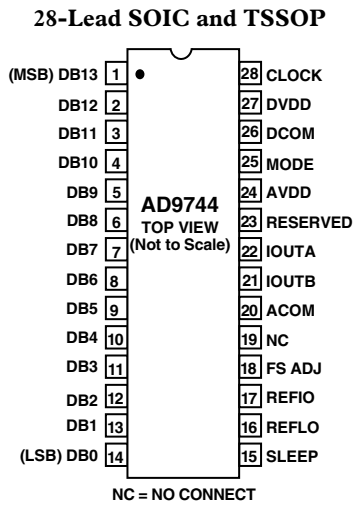 28-Lead SOIC and TSSOP
(MSB) DB13 1 28 CLOCK
DB12 2 27 DVDD
DB11 3 26 DCOM
DB10 4 25 MODE
DB9 5 24 AVDD
DB8 6 23 RESERVED
DB7 7 22 IOUTA
DB6 8 21 IOUTB
DB5 9 20 ACOM
DB4 10 19 NC
DB3 11 18 FS ADJ
DB2 12 17 REFIO
DB1 13 16 REFLO
(LSB) DB0 14 15 SLEEP
AD9744
TOP VIEW
(Not to Scale)
NC = NO CONNECT